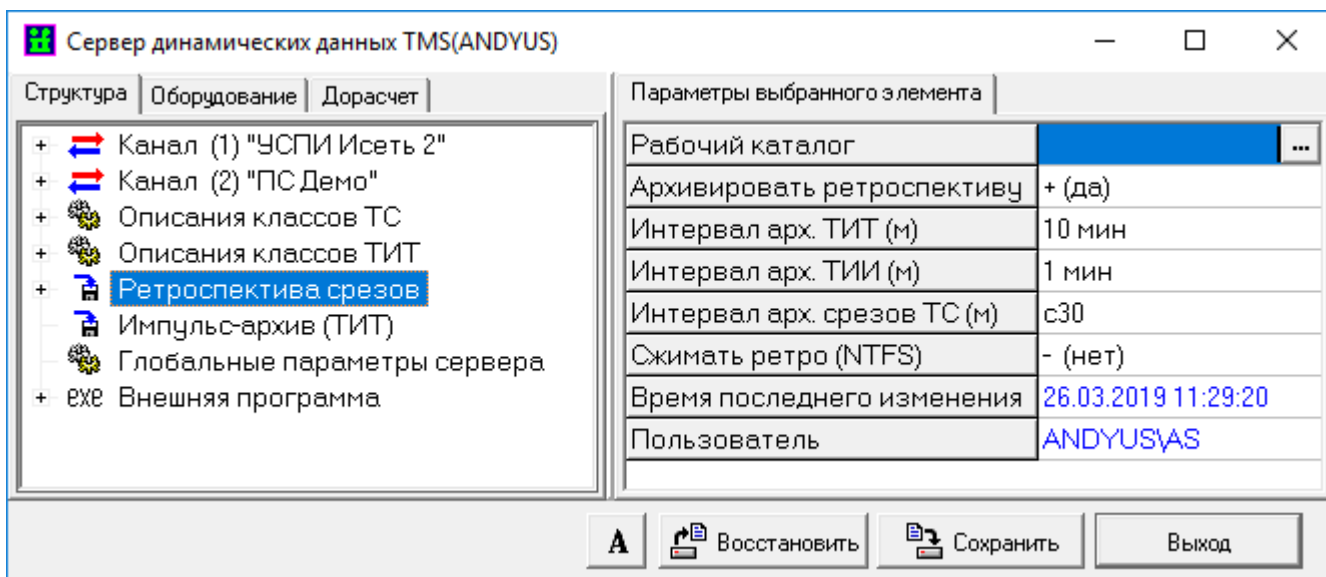 Сервер динамических данных TMS(ANDYUS)
Структура Оборудование Дорасчет
Канал (1) "УСПИ Исеть 2"
Канал (2) "ПС Демо"
Описания классов ТС
Описания классов ТИТ
Ретроспектива срезов
Импульс-архив (ТИТ)
Глобальные параметры сервера
exe Внешняя программа
Параметры выбранного элемента
Рабочий каталог ...
Архивировать ретроспективу + (да)
Интервал арх. ТИТ (м) 10 мин
Интервал арх. ТИИ (м) 1 мин
Интервал арх. срезов ТС (м) с30
Сжимать ретро (NTFS) - (нет)
Время последнего изменения 26.03.2019 11:29:20
Пользователь ANDYUS\AS
A Восстановить Сохранить Выход